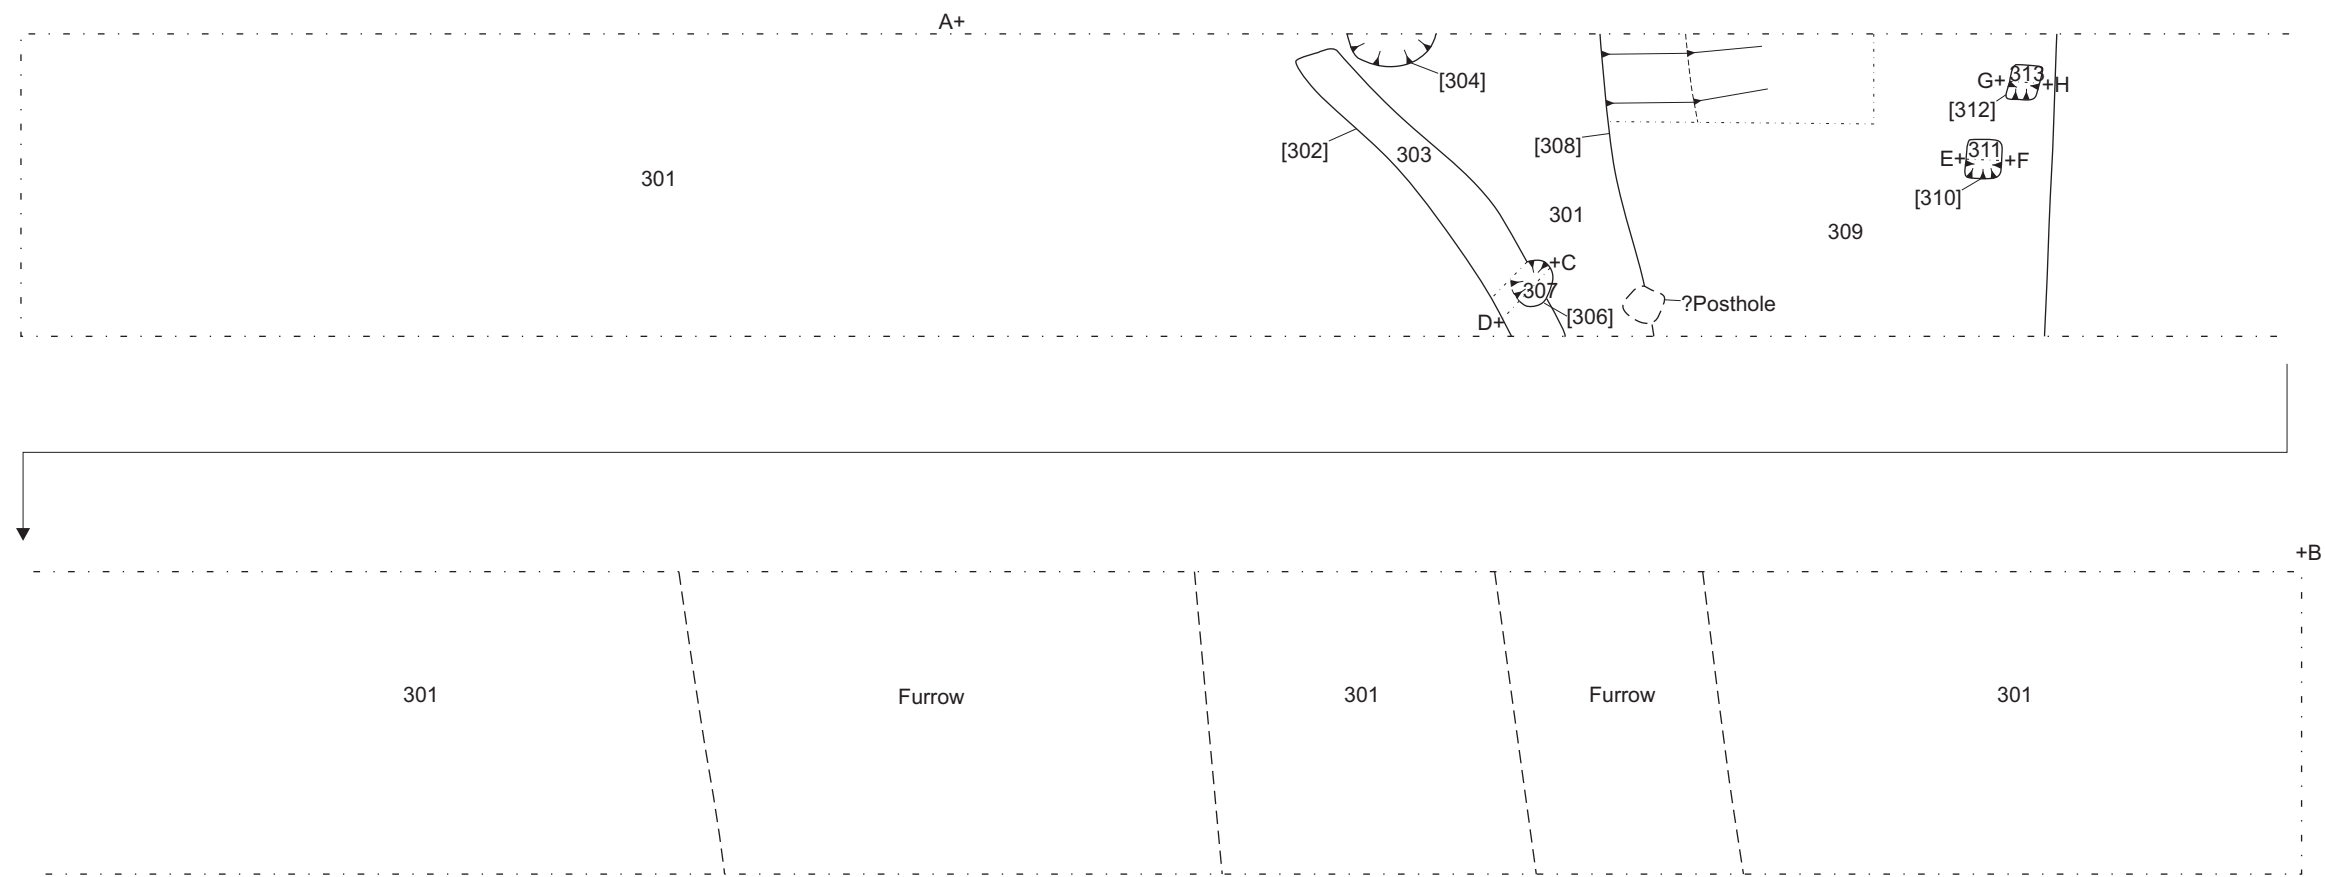 A+
[304]
313
G+
+H
[312]
[308]
[302]
303
311
E+
+F
301
[310]
301
309
+C
307
?Posthole
[306]
D+
+B
301
Furrow
301
Furrow
301